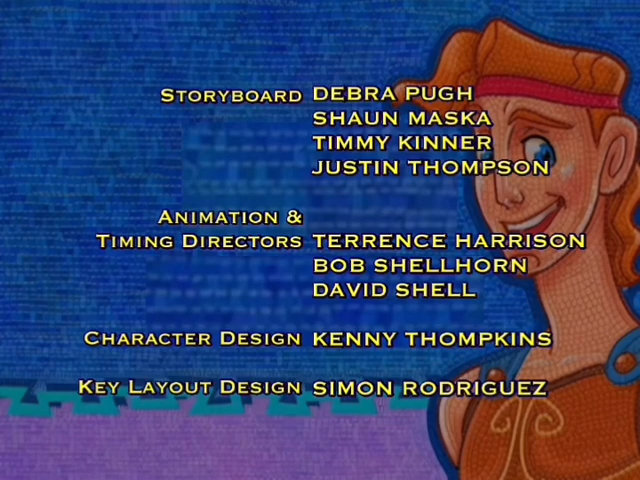 STORYBOARD DEBRA PUGH
SHAUN MASKA
TIMMY KINNER
JUSTIN THOMPSON
ANIMATION &
TIMING DIRECTORS TERRENCE HARRISON
BOB SHELLHORN
DAVID SHELL
CHARACTER DESIGN KENNY THOMPKINS
KEY LAYOUT DESIGN SIMON RODRIGUEZ